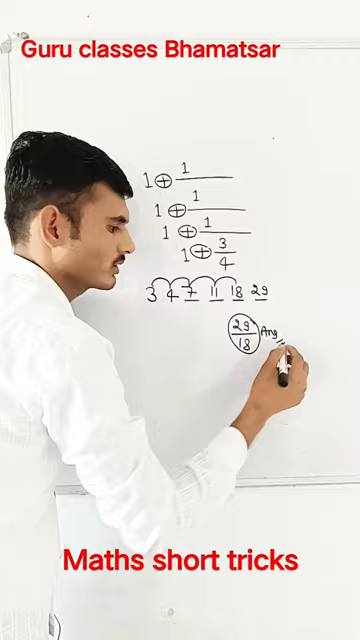 Guru classes Bhamatsar
1 + 1
1 + 1
1 + 1
1 + 3/4
3 4 7 11 18 29
29/18 Ans
Maths short tricks